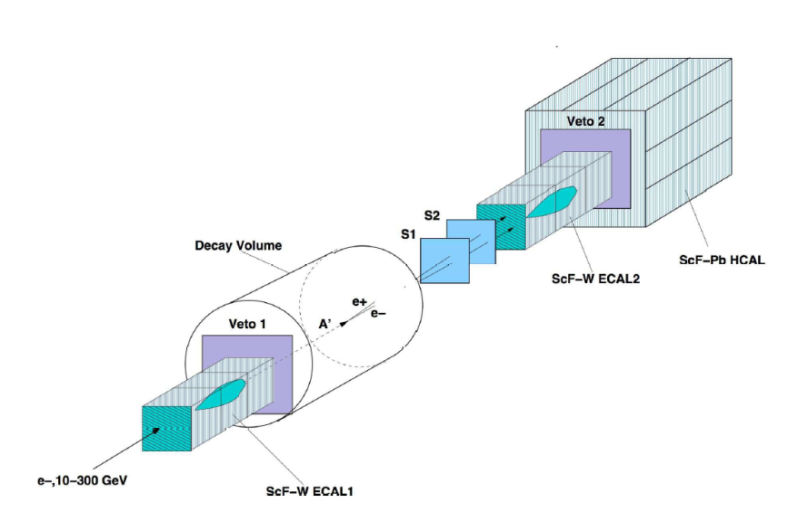 Veto 2
S2
S1
Decay Volume
ScF–Pb HCAL
ScF–W ECAL2
e+
e–
A'
Veto 1
e–,10–300 GeV
ScF–W ECAL1